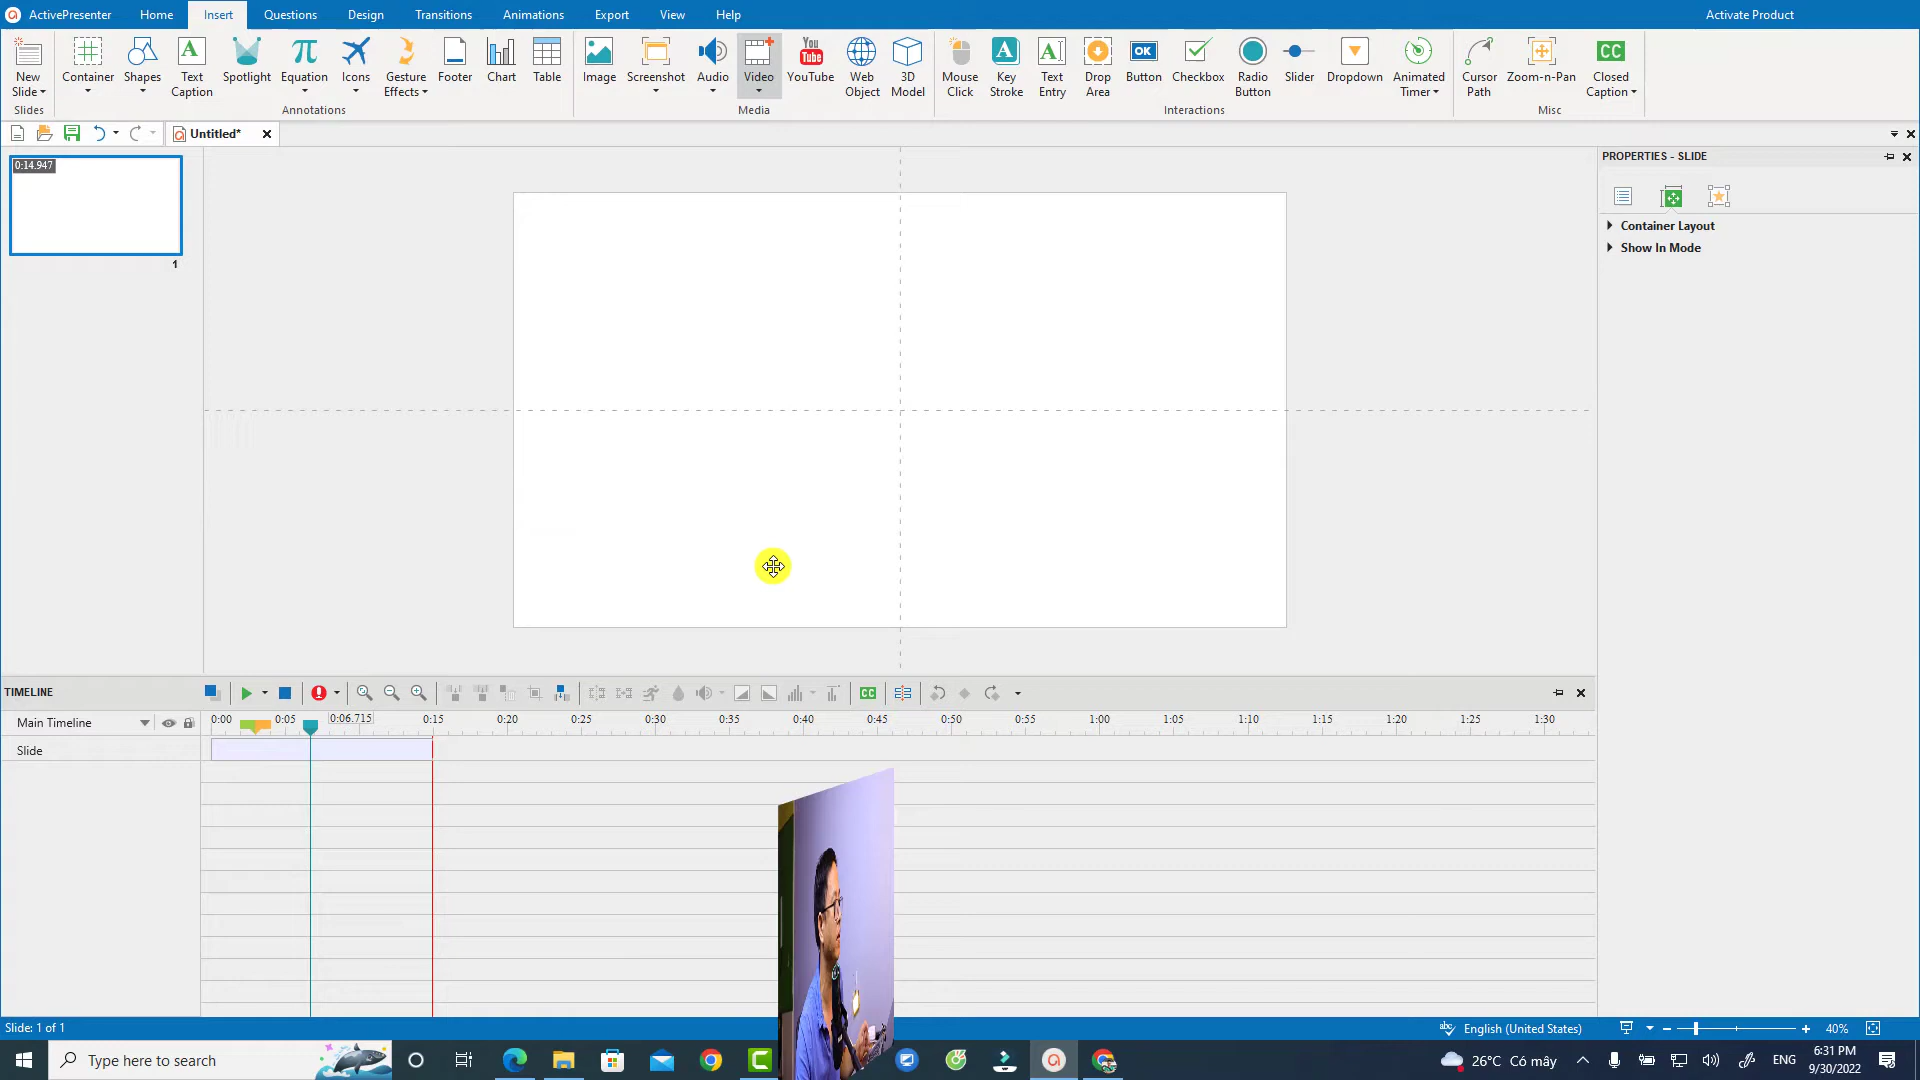 ActivePresenter Home Insert Questions Design Transitions Animations Export View Help Activate Product
New Slide Container Shapes Text Caption Spotlight Equation Icons Gesture Effects Footer Chart Table Image Screenshot Audio Video YouTube Web Object 3D Model Mouse Click Key Stroke Text Entry Drop Area Button Checkbox Radio Button Slider Dropdown Animated Timer Cursor Path Zoom-n-Pan Closed Caption
Slides Annotations Media Interactions Misc
Untitled*
0:14.947
1
PROPERTIES - SLIDE
Container Layout
Show In Mode
TIMELINE
Main Timeline 0:00 0:05 0:06.715 0:15 0:20 0:25 0:30 0:35 0:40 0:45 0:50 0:55 1:00 1:05 1:10 1:15 1:20 1:25 1:30
Slide
Slide: 1 of 1 English (United States) 40%
Type here to search 26°C Có mây ENG 6:31 PM
9/30/2022